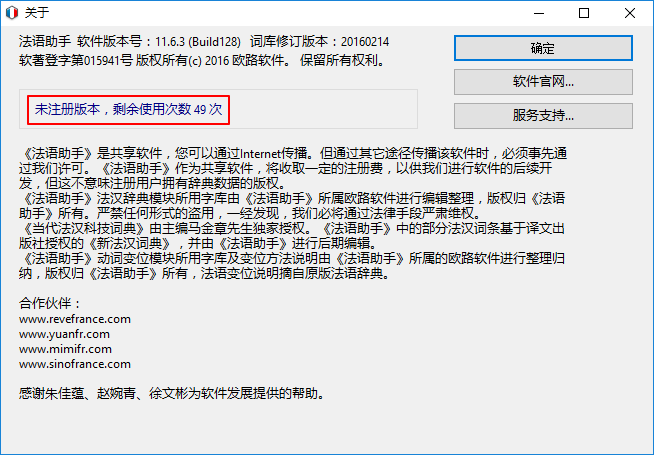 关于
法语助手 软件版本号：11.6.3 (Build128) 词库修订版本：20160214
软著登字第015941号 版权所有(c) 2016 欧路软件。 保留所有权利。
确定
软件官网...
服务支持...
未注册版本，剩余使用次数 49 次
《法语助手》是共享软件，您可以通过Internet传播。但通过其它途径传播该软件时，必须事先通
过我们许可。《法语助手》作为共享软件，将收取一定的注册费，以供我们进行软件的后续开
发，但这不意味注册用户拥有辞典数据的版权。
《法语助手》法汉辞典模块所用字库由《法语助手》所属欧路软件进行编辑整理，版权归《法语
助手》所有。严禁任何形式的盗用，一经发现，我们必将通过法律手段严肃维权。
《当代法汉科技词典》由主编马金章先生独家授权。《法语助手》中的部分法汉词条基于译文出
版社授权的《新法汉词典》，并由《法语助手》进行后期编辑。
《法语助手》动词变位模块所用字库及变位方法说明由《法语助手》所属的欧路软件进行整理归
纳，版权归《法语助手》所有，法语变位说明摘自原版法语辞典。
合作伙伴：
www.revefrance.com
www.yuanfr.com
www.mimifr.com
www.sinofrance.com
感谢朱佳蕴、赵婉青、徐文彬为软件发展提供的帮助。